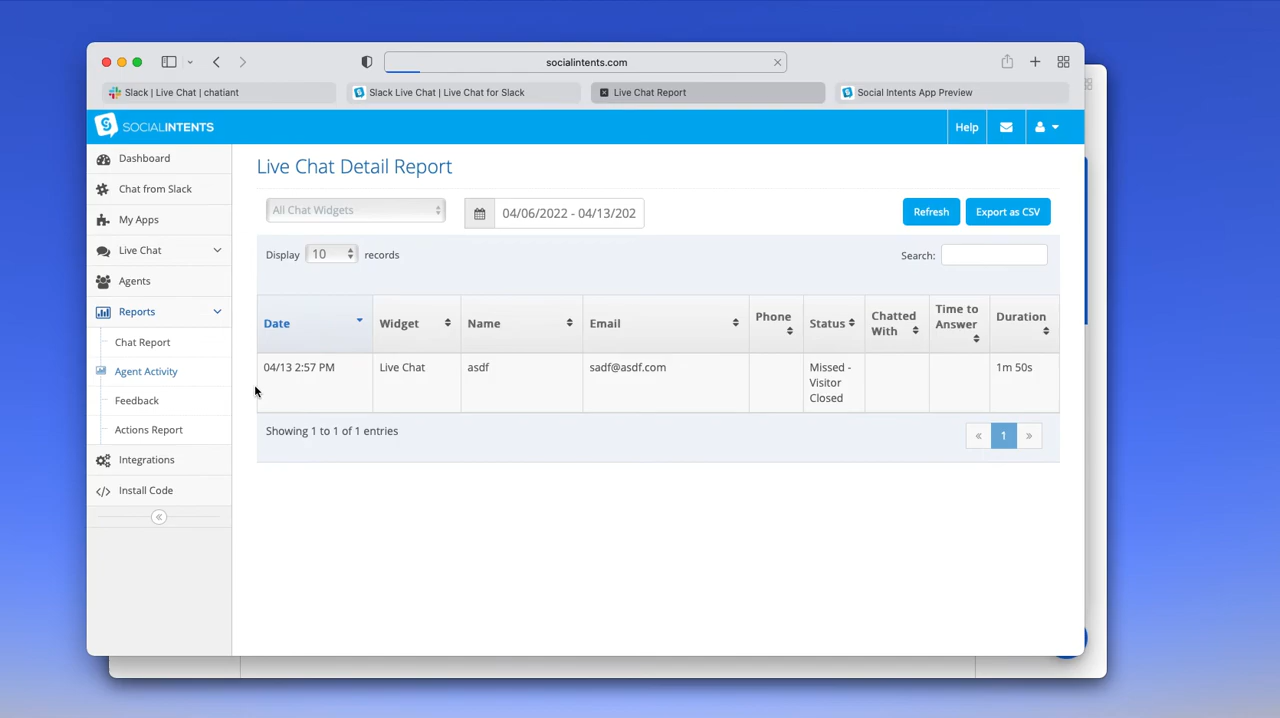 socialintents.com
Slack | Live Chat | chatiant
Slack Live Chat | Live Chat for Slack
Live Chat Report
Social Intents App Preview
SOCIALINTENTS
Help
Dashboard
Chat from Slack
My Apps
Live Chat
Agents
Reports
Chat Report
Agent Activity
Feedback
Actions Report
Integrations
Install Code
Live Chat Detail Report
All Chat Widgets
04/06/2022 - 04/13/202
Refresh
Export as CSV
Display 10 records
Search:
Date
Widget
Name
Email
Phone
Status
Chatted
With
Time to
Answer
Duration
04/13 2:57 PM
Live Chat
asdf
sadf@asdf.com
Missed -
Visitor
Closed
1m 50s
Showing 1 to 1 of 1 entries
« 1 »